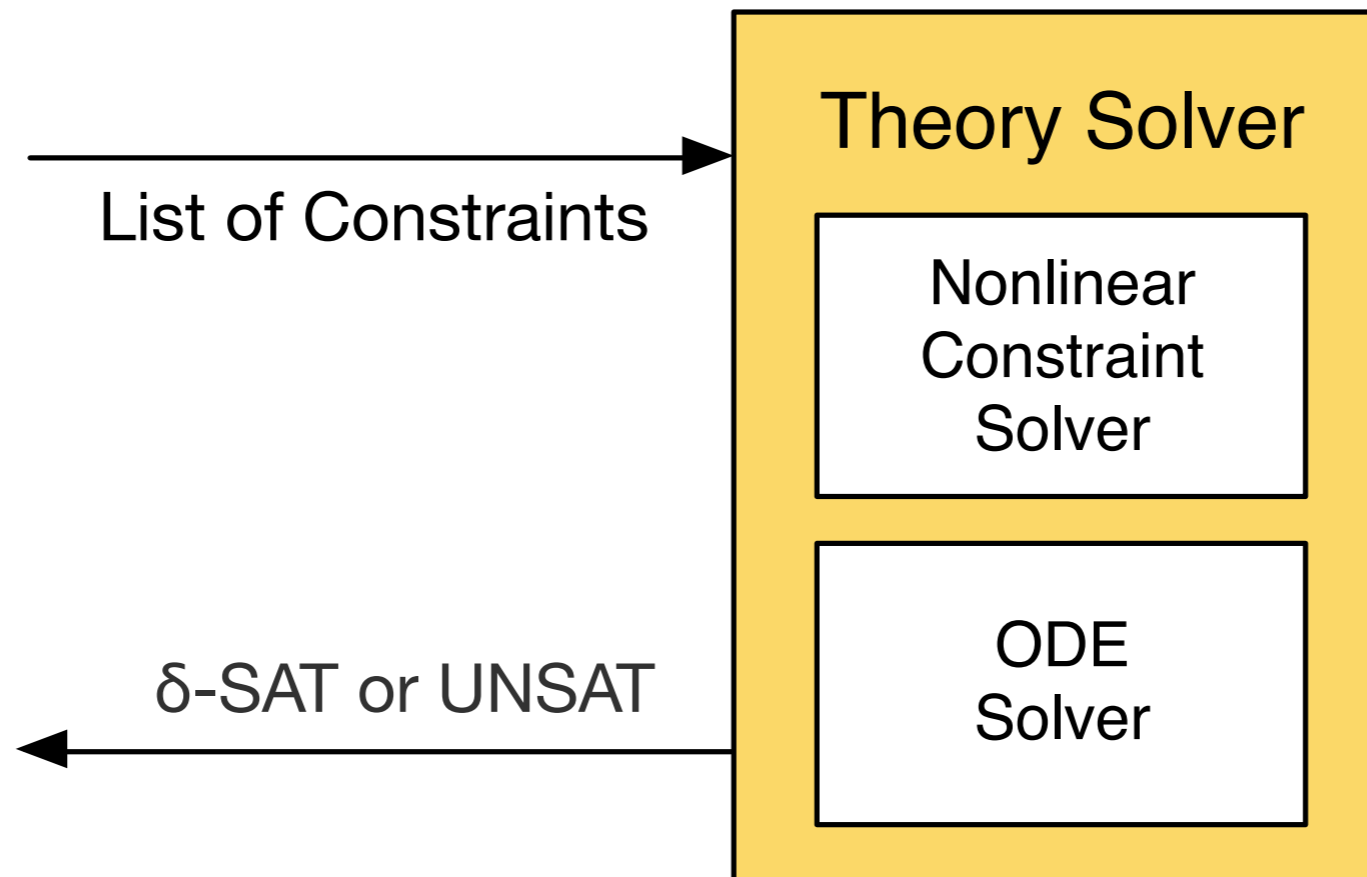 Theory Solver
List of Constraints
Nonlinear
Constraint
Solver
δ-SAT or UNSAT
ODE
Solver